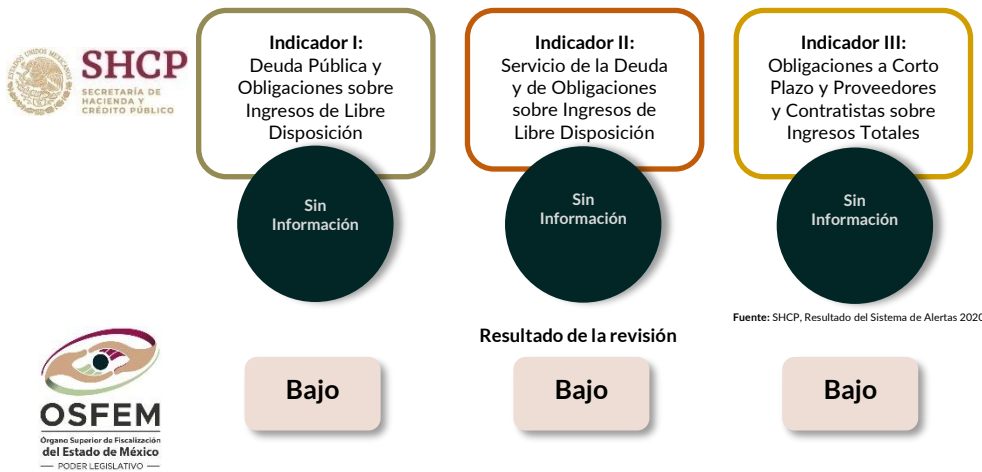 SHCP
SECRETARÍA DE
HACIENDA Y
CRÉDITO PÚBLICO
Indicador I:
Deuda Pública y
Obligaciones sobre
Ingresos de Libre
Disposición
Sin
Información
Indicador II:
Servicio de la Deuda
y de Obligaciones
sobre Ingresos de
Libre Disposición
Sin
Información
Indicador III:
Obligaciones a Corto
Plazo y Proveedores
y Contratistas sobre
Ingresos Totales
Sin
Información
Fuente: SHCP, Resultado del Sistema de Alertas 2020
Resultado de la revisión
OSFEM
Órgano Superior de Fiscalización
del Estado de México
PODER LEGISLATIVO
Bajo
Bajo
Bajo